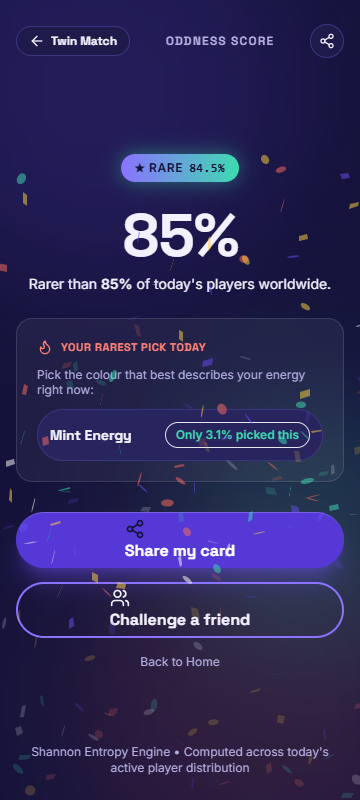 Twin Match
ODDNESS SCORE
★ RARE 84.5%
85%
Rarer than 85% of today's players worldwide.
YOUR RAREST PICK TODAY
Pick the colour that best describes your energy
right now:
Mint Energy
Only 3.1% picked this
Share my card
Challenge a friend
Back to Home
Shannon Entropy Engine • Computed across today's
active player distribution